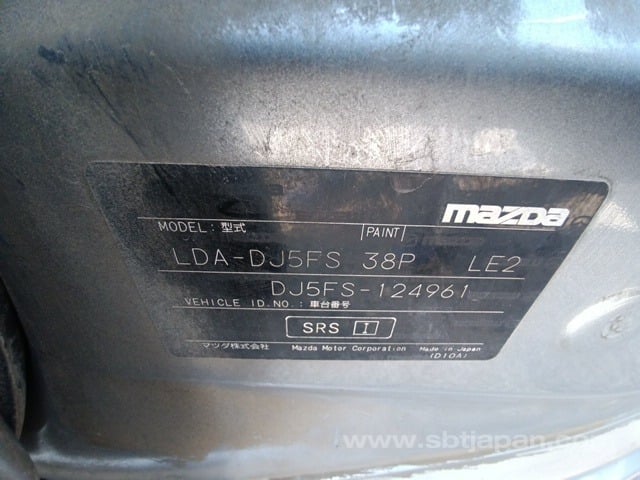 mazda
MODEL:型式 PAINT
LDA-DJ5FS 38P LE2
DJ5FS-124961
VEHICLE ID.NO.:車台番号
SRS I
マツダ株式会社 Mazda Motor Corporation Made in Japan
(D10A)
www.sbtjapan.com